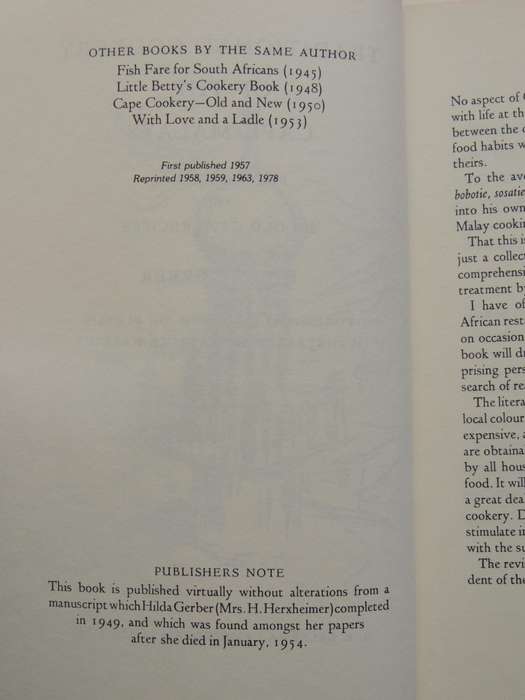 OTHER BOOKS BY THE SAME AUTHOR
Fish Fare for South Africans (1945)
Little Betty's Cookery Book (1948)
Cape Cookery—Old and New (1950)
With Love and a Ladle (1953)
First published 1957
Reprinted 1958, 1959, 1963, 1978
PUBLISHERS NOTE
This book is published virtually without alterations from a
manuscript which Hilda Gerber (Mrs. H. Herxheimer) completed
in 1949, and which was found amongst her papers
after she died in January, 1954.
No aspect of
with life at th
between the
food habits w
theirs.
To the av
bobotic, sosatie
into his own
Malay cooki
That this i
just a collec
comprehensi
treatment b
I have of
African rest
on occasion
book will d
prising pers
search of re
The litera
local colour
expensive, a
are obtaina
by all hous
food. It wil
a great dea
cookery. D
stimulate i
with the su
The revi
dent of the